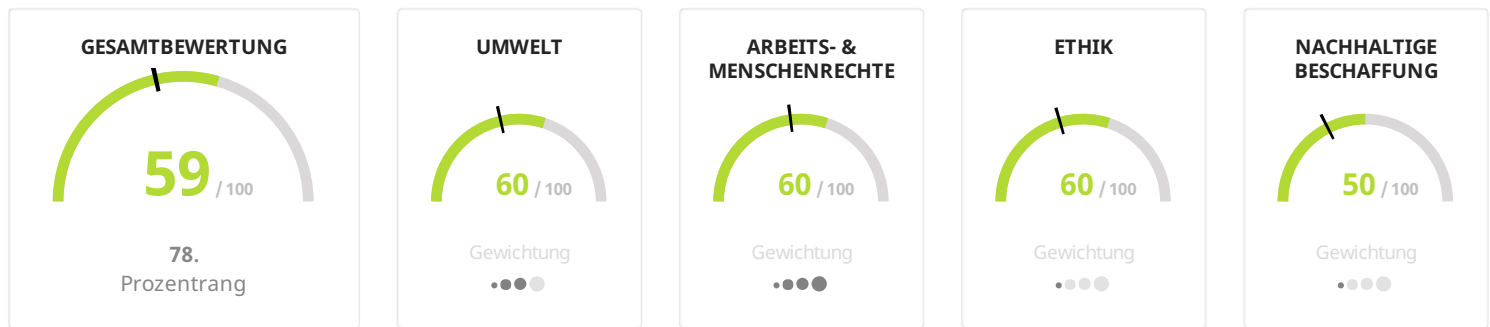 GESAMTBEWERTUNG
59 / 100
78.
Prozentrang
UMWELT
60 / 100
Gewichtung
ARBEITS- &
MENSCHENRECHTE
60 / 100
Gewichtung
ETHIK
60 / 100
Gewichtung
NACHHALTIGE
BESCHAFFUNG
50 / 100
Gewichtung